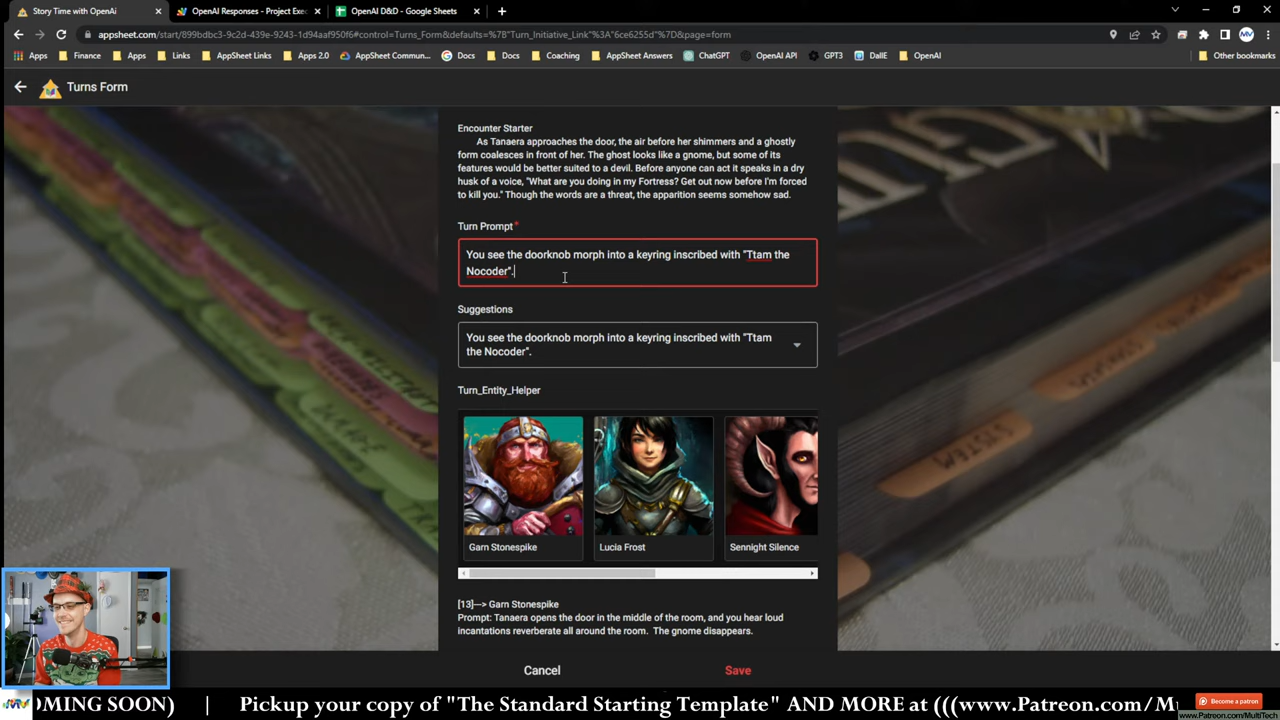 Story Time with OpenAI
OpenAI Responses - Project Exec
OpenAI D&D - Google Sheets
appsheet.com/start/899bdbc3-9c2d-439e-9243-1d94aaf950f6#control=Turns_Form&defaults=%7B"Turn_Initiative_Link"%3A"6ce6255d"%7D&page=form
Apps
Finance
Links
Apps
AppSheet Links
Apps 2.0
AppSheet Commun...
Docs
Docs
Coaching
AppSheet Answers
ChatGPT
OpenAI API
GPT3
DallE
OpenAI
Other bookmarks
Turns Form
Encounter Starter
As Tanaera approaches the door, the air before her shimmers and a ghostly
form coalesces in front of her. The ghost looks like a gnome, but some of its
features would be better suited to a devil. Before anyone can act it speaks in a dry
husk of a voice, "What are you doing in my Fortress? Get out now before I'm forced
to kill you." Though the words are a threat, the apparition seems somehow sad.
Turn Prompt*
You see the doorknob morph into a keyring inscribed with "Ttam the
Nocoder".
Suggestions
You see the doorknob morph into a keyring inscribed with "Ttam
the Nocoder".
Turn_Entity_Helper
Garn Stonespike
Lucia Frost
Sennight Silence
[13]---> Garn Stonespike
Prompt: Tanaera opens the door in the middle of the room, and you hear loud
incantations reverberate all around the room. The gnome disappears.
Cancel
Save
OMING SOON) | Pickup your copy of "The Standard Starting Template" AND MORE at (((www.Patreon.com/M
Become a patron
www.Patreon.com/MultiTech